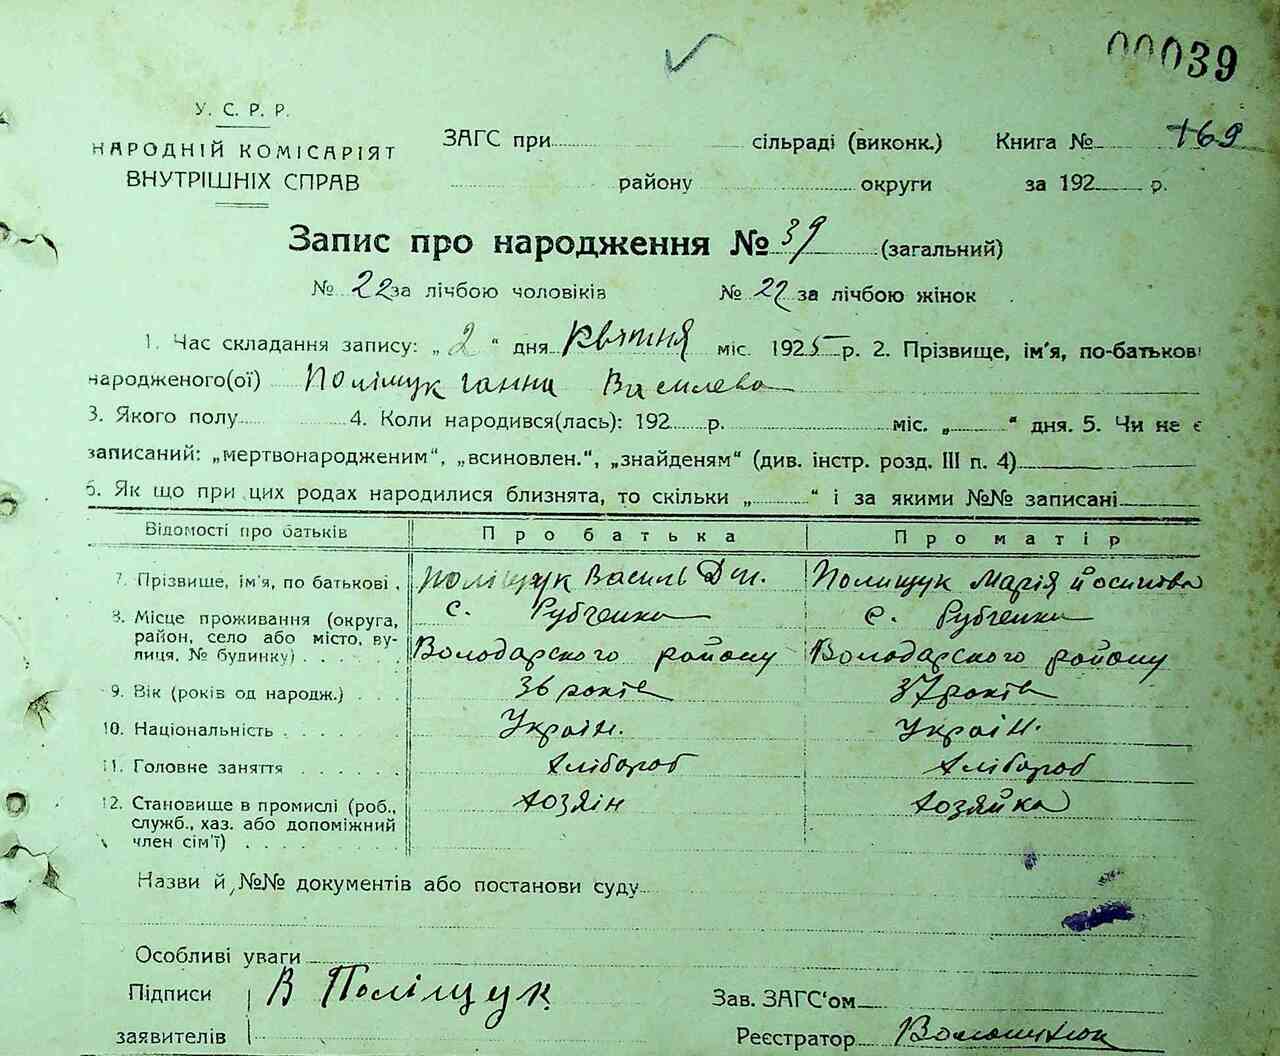 00039
У. С. Р. Р.
НАРОДНІЙ КОМІСАРІЯТ
ВНУТРІШНІХ СПРАВ
ЗАГС при сільраді (виконк.) Книга № 169
району округи за 192 р.
Запис про народження № 39 (загальний)
№ 22 за лічбою чоловіків № 22 за лічбою жінок
1. Час складання запису: „2“ дня Квітня міс. 1925 р. 2. Прізвище, ім'я, по-батькові
народженого(ої) Поліщук Ганна Василева
3. Якого полу 4. Коли народився(лась): 192 р. міс. „ “ дня. 5. Чи не є
записаний: „мертвонародженим“, „всиновлен.“, „знайденям“ (див. інстр. розд. III п. 4)
6. Як що при цих родах народилися близнята, то скільки „ “ і за якими №№ записані
Відомості про батьків Про батька Про матір
7. Прізвище, ім'я, по батькові . Поліщук Василь Дм. Полищук Марія Йосипова
8. Місце проживання (округа, с. Рубченки с. Рубченки
район, село або місто, ву-
лиця, № будинку) . . . . . Володарского району Володарского району
9. Вік (років од народж.) . . . 36 років 37 років
10. Національність . . . . . . Україн. Україн.
11. Головне заняття . . . . . Хлібороб Хлібороб
12. Становище в промислі (роб., Хозяін Хозяйка
служб., хаз. або допоміжний
член сім'ї) . . . . . . .
Назви й №№ документів або постанови суду
Особливі уваги
Підписи В Поліщук Зав. ЗАГС'ом
заявителів Реєстратор